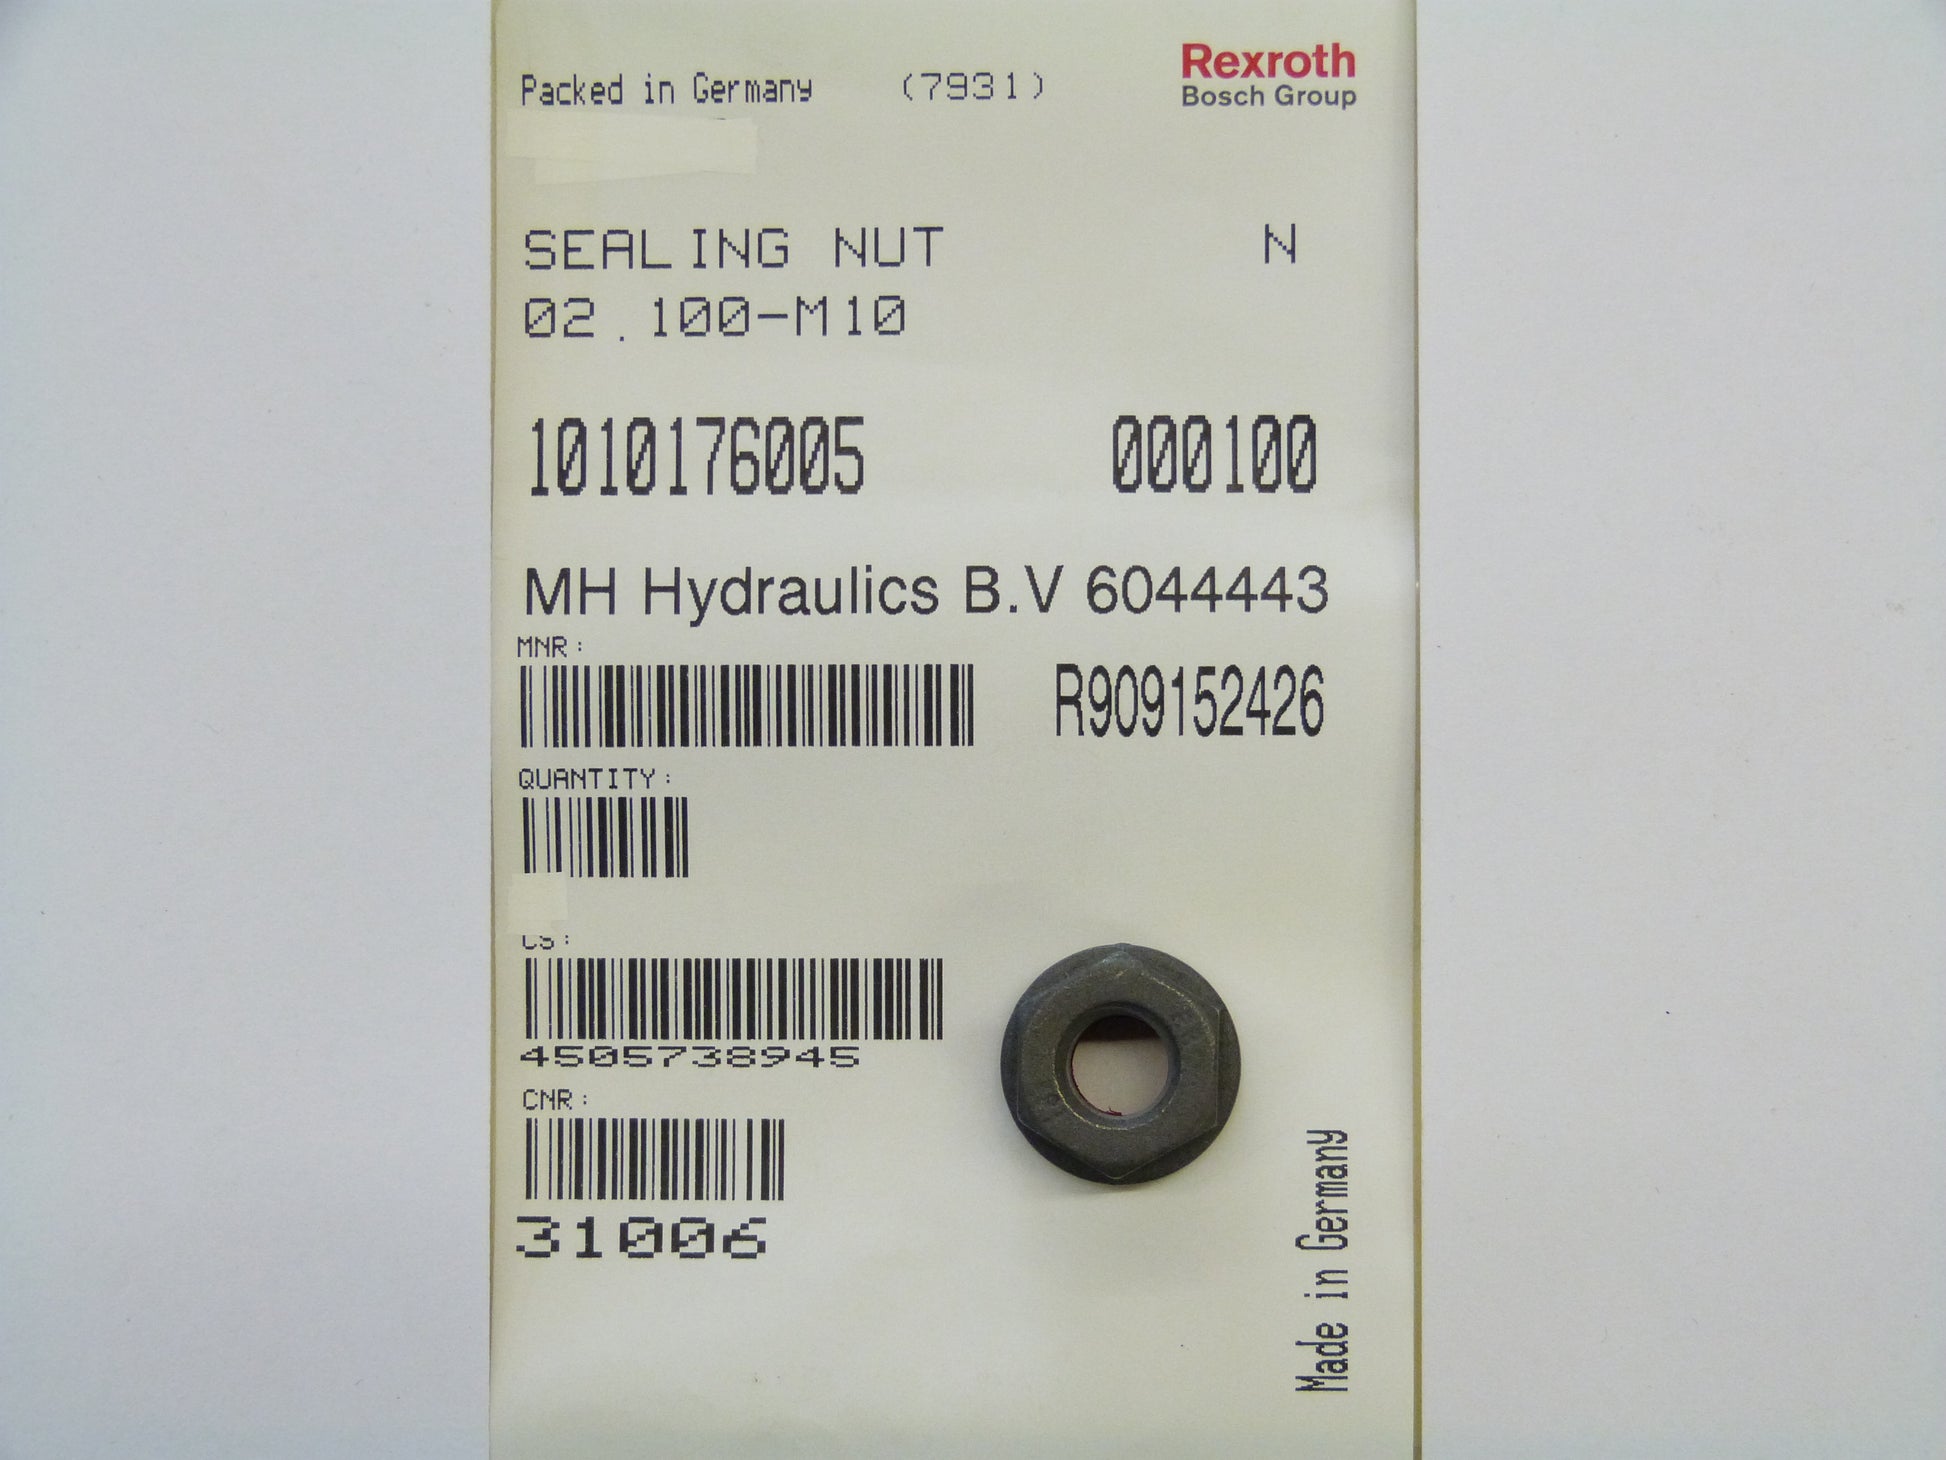 Packed in Germany (7931)
Rexroth
Bosch Group
SEALING NUT N
02.100-M10
1010176005 000100
MH Hydraulics B.V 6044443
MNR:
R909152426
QUANTITY:
CS:
4505738945
CNR:
31006
Made in Germany